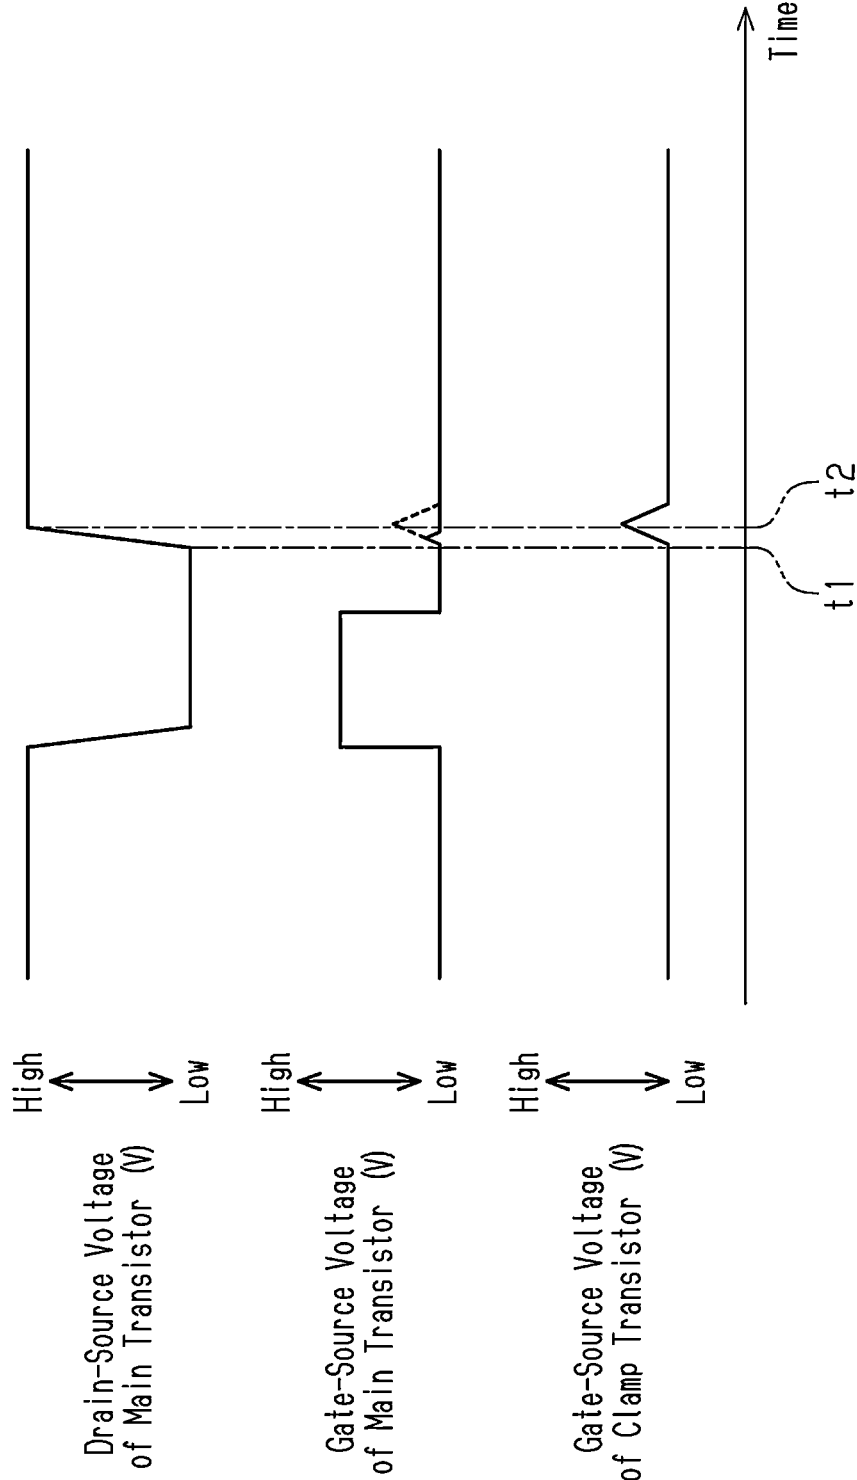 Drain-Source Voltage
of Main Transistor (V)
High
Low
Gate-Source Voltage
of Main Transistor (V)
High
Low
Gate-Source Voltage
of Clamp Transistor (V)
High
Low
t1
t2
Time